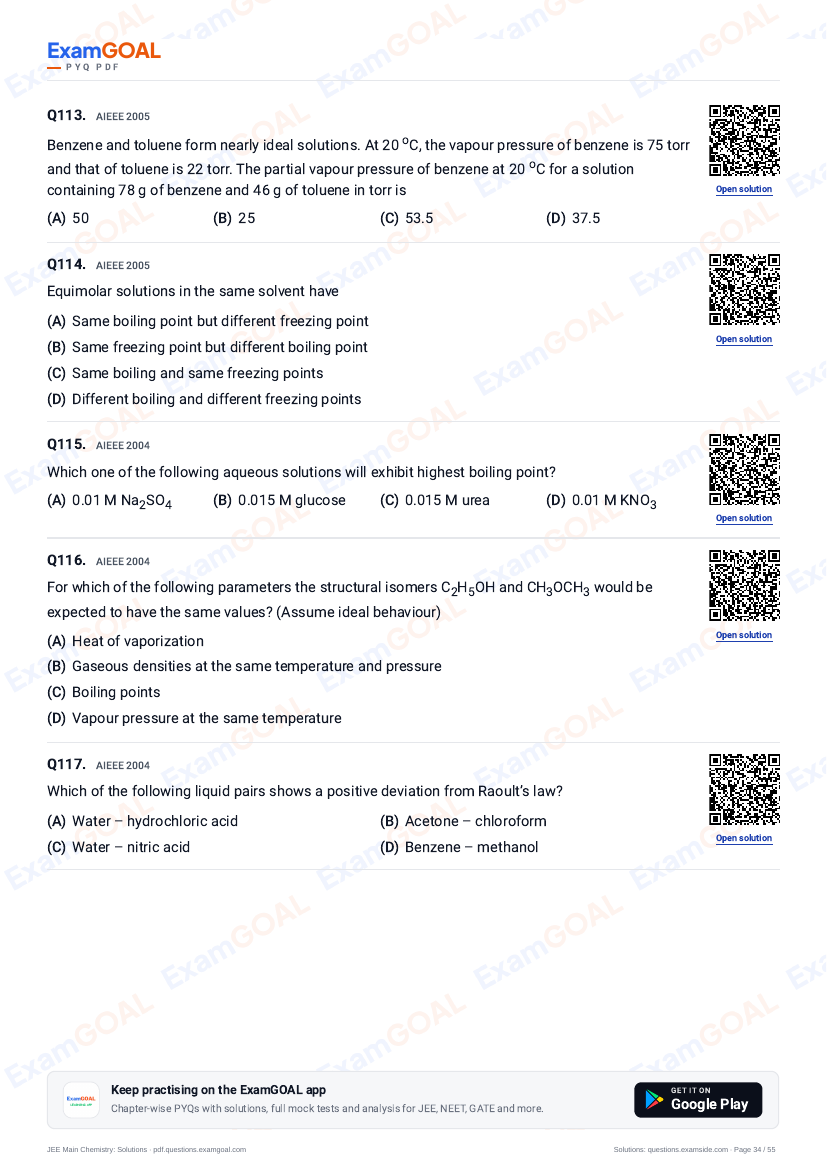 ExamGOAL
PYQ PDF
Q113. AIEEE 2005
Benzene and toluene form nearly ideal solutions. At 20 °C, the vapour pressure of benzene is 75 torr
and that of toluene is 22 torr. The partial vapour pressure of benzene at 20 °C for a solution
containing 78 g of benzene and 46 g of toluene in torr is
(A) 50 (B) 25 (C) 53.5 (D) 37.5
Open solution
Q114. AIEEE 2005
Equimolar solutions in the same solvent have
(A) Same boiling point but different freezing point
(B) Same freezing point but different boiling point
(C) Same boiling and same freezing points
(D) Different boiling and different freezing points
Open solution
Q115. AIEEE 2004
Which one of the following aqueous solutions will exhibit highest boiling point?
(A) 0.01 M Na₂SO₄ (B) 0.015 M glucose (C) 0.015 M urea (D) 0.01 M KNO₃
Open solution
Q116. AIEEE 2004
For which of the following parameters the structural isomers C₂H₅OH and CH₃OCH₃ would be
expected to have the same values? (Assume ideal behaviour)
(A) Heat of vaporization
(B) Gaseous densities at the same temperature and pressure
(C) Boiling points
(D) Vapour pressure at the same temperature
Open solution
Q117. AIEEE 2004
Which of the following liquid pairs shows a positive deviation from Raoult's law?
(A) Water – hydrochloric acid (B) Acetone – chloroform
(C) Water – nitric acid (D) Benzene – methanol
Open solution
ExamGOAL
Keep practising on the ExamGOAL app
Chapter-wise PYQs with solutions, full mock tests and analysis for JEE, NEET, GATE and more.
GET IT ON
Google Play
JEE Main Chemistry: Solutions · pdf.questions.examgoal.com Solutions: questions.examside.com · Page 34 / 55